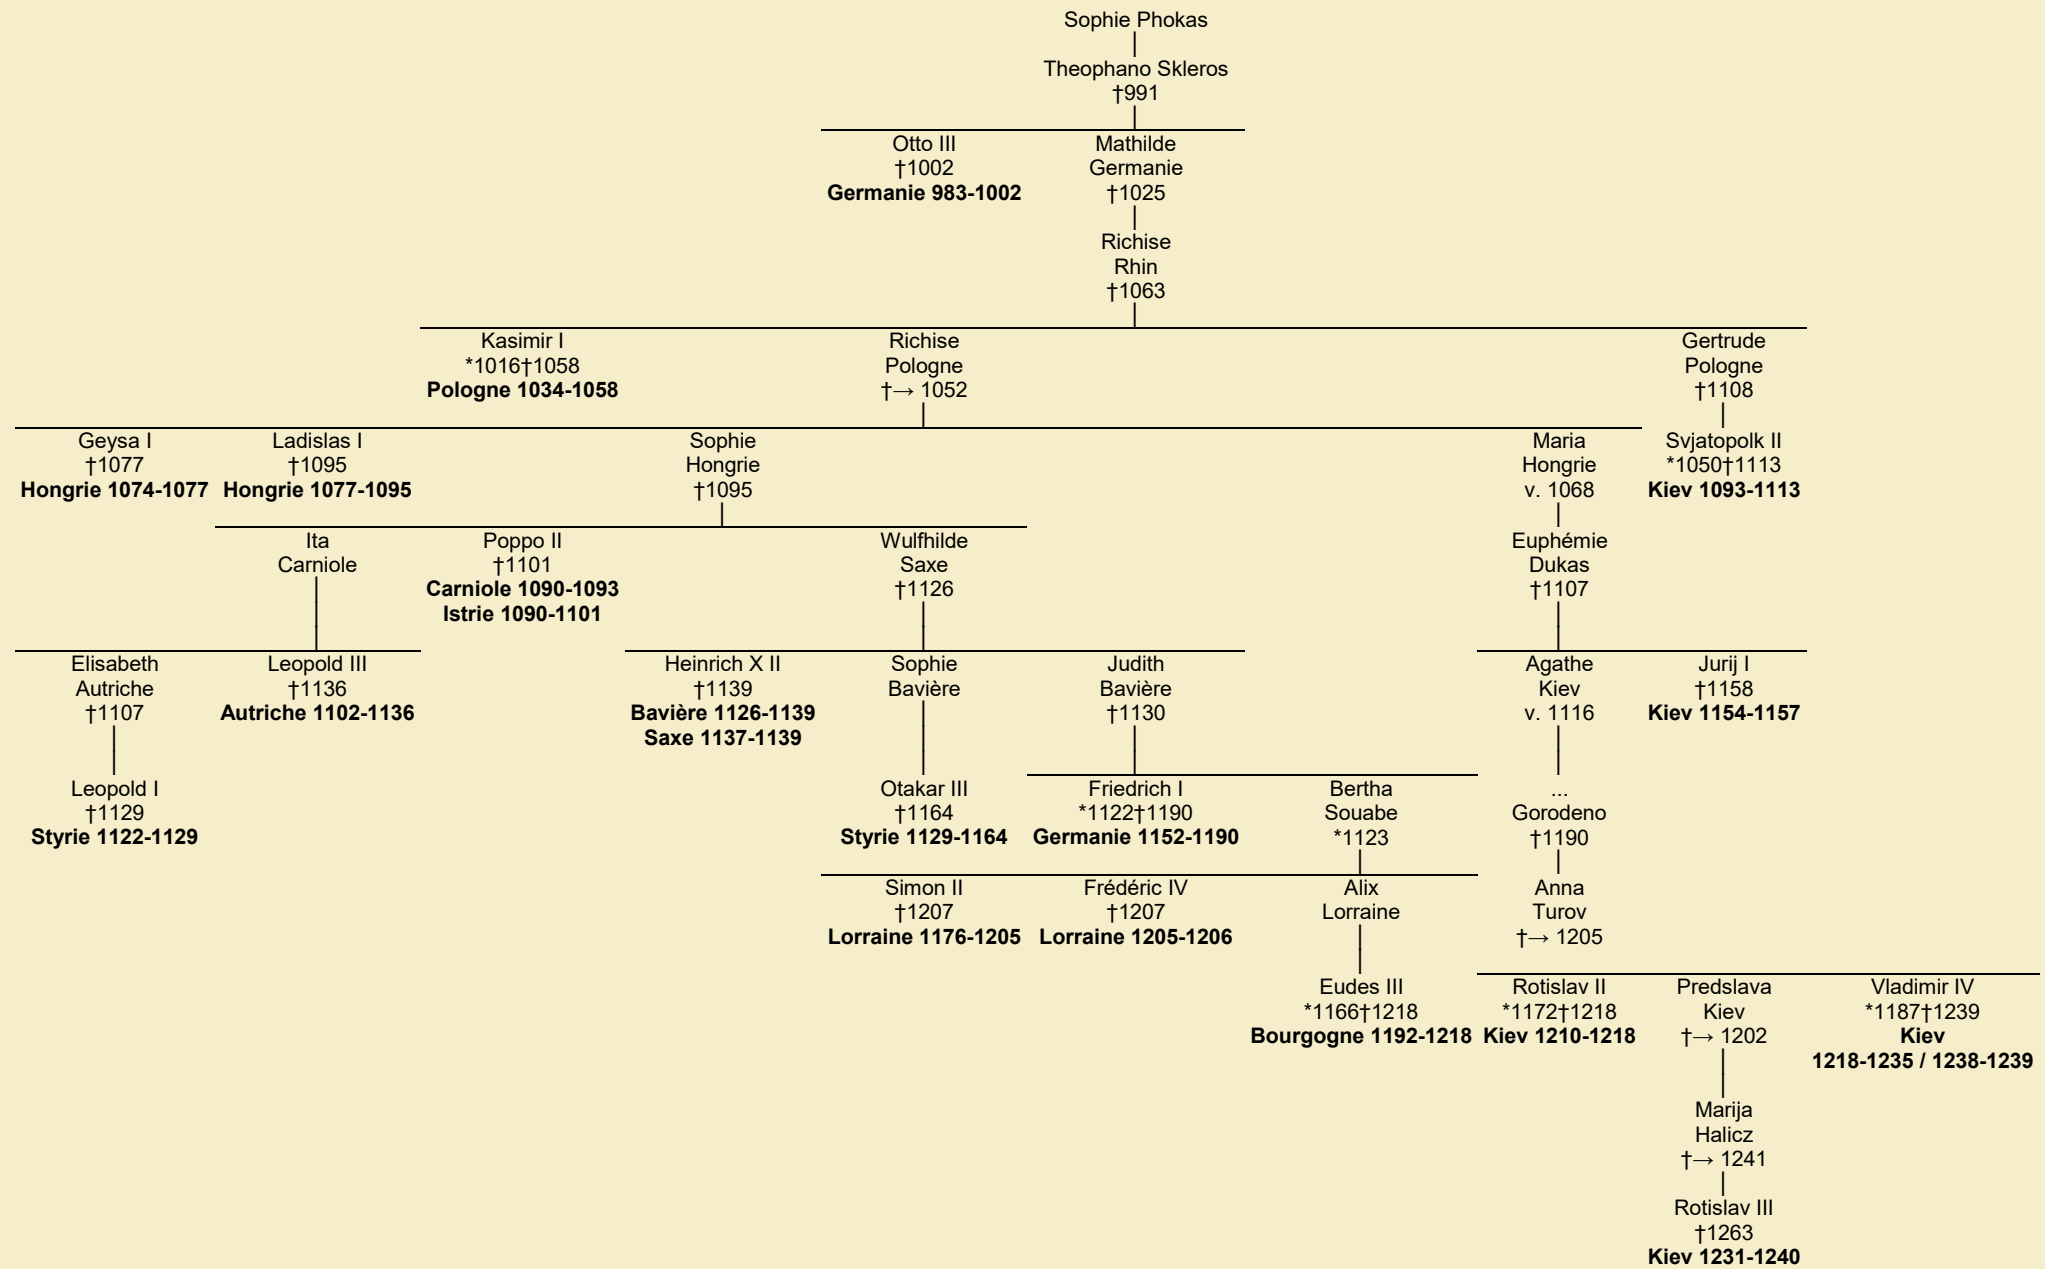 Sophie Phokas
Theophano Skleros
†991
Otto III
†1002
Germanie 983-1002
Mathilde
Germanie
†1025
Richise
Rhin
†1063
Kasimir I
*1016†1058
Pologne 1034-1058
Richise
Pologne
†→ 1052
Gertrude
Pologne
†1108
Geysa I
†1077
Hongrie 1074-1077
Ladislas I
†1095
Hongrie 1077-1095
Sophie
Hongrie
†1095
Maria
Hongrie
v. 1068
Svjatopolk II
*1050†1113
Kiev 1093-1113
Ita
Carniole
Poppo II
†1101
Carniole 1090-1093
Istrie 1090-1101
Wulfhilde
Saxe
†1126
Euphémie
Dukas
†1107
Elisabeth
Autriche
†1107
Leopold III
†1136
Autriche 1102-1136
Heinrich X II
†1139
Bavière 1126-1139
Saxe 1137-1139
Sophie
Bavière
Judith
Bavière
†1130
Agathe
Kiev
v. 1116
Jurij I
†1158
Kiev 1154-1157
Leopold I
†1129
Styrie 1122-1129
Otakar III
†1164
Styrie 1129-1164
Friedrich I
*1122†1190
Germanie 1152-1190
Bertha
Souabe
*1123
...
Gorodeno
†1190
Simon II
†1207
Lorraine 1176-1205
Frédéric IV
†1207
Lorraine 1205-1206
Alix
Lorraine
Anna
Turov
†→ 1205
Eudes III
*1166†1218
Bourgogne 1192-1218
Rotislav II
*1172†1218
Kiev 1210-1218
Predslava
Kiev
†→ 1202
Vladimir IV
*1187†1239
Kiev
1218-1235 / 1238-1239
Marija
Halicz
†→ 1241
Rotislav III
†1263
Kiev 1231-1240